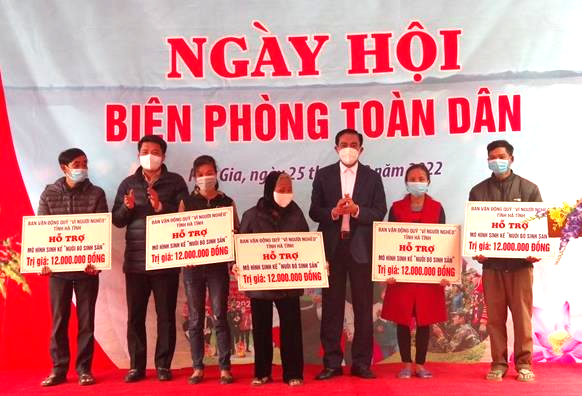 NGÀY HỘI
BIÊN PHÒNG TOÀN DÂN
Gia, ngày 25 2022
BAN VẬN ĐỘNG QUỸ "VÌ NGƯỜI NGHÈO"
TỈNH HÀ TĨNH
HỖ TRỢ
MÔ HÌNH SINH KẾ "NUÔI BÒ SINH SẢN"
Trị giá: 12.000.000 ĐỒNG
BAN VẬN ĐỘNG QUỸ "VÌ NGƯỜI NGHÈO"
TỈNH HÀ TĨNH
HỖ TRỢ
MÔ HÌNH SINH KẾ "NUÔI BÒ SINH SẢN"
Trị giá: 12.000.000 ĐỒNG
BAN VẬN ĐỘNG QUỸ "VÌ NGƯỜI NGHÈO"
TỈNH HÀ TĨNH
HỖ TRỢ
MÔ HÌNH SINH KẾ "NUÔI BÒ SINH SẢN"
Trị giá: 12.000.000 ĐỒNG
BAN VẬN ĐỘNG QUỸ "VÌ NGƯỜI NGHÈO"
TỈNH HÀ TĨNH
HỖ TRỢ
MÔ HÌNH SINH KẾ "NUÔI BÒ SINH SẢN"
Trị giá: 12.000.000 ĐỒNG
BAN VẬN ĐỘNG QUỸ "VÌ NGƯỜI NGHÈO"
TỈNH HÀ TĨNH
HỖ TRỢ
MÔ HÌNH SINH KẾ "NUÔI BÒ SINH SẢN"
Trị giá: 12.000.000 ĐỒNG